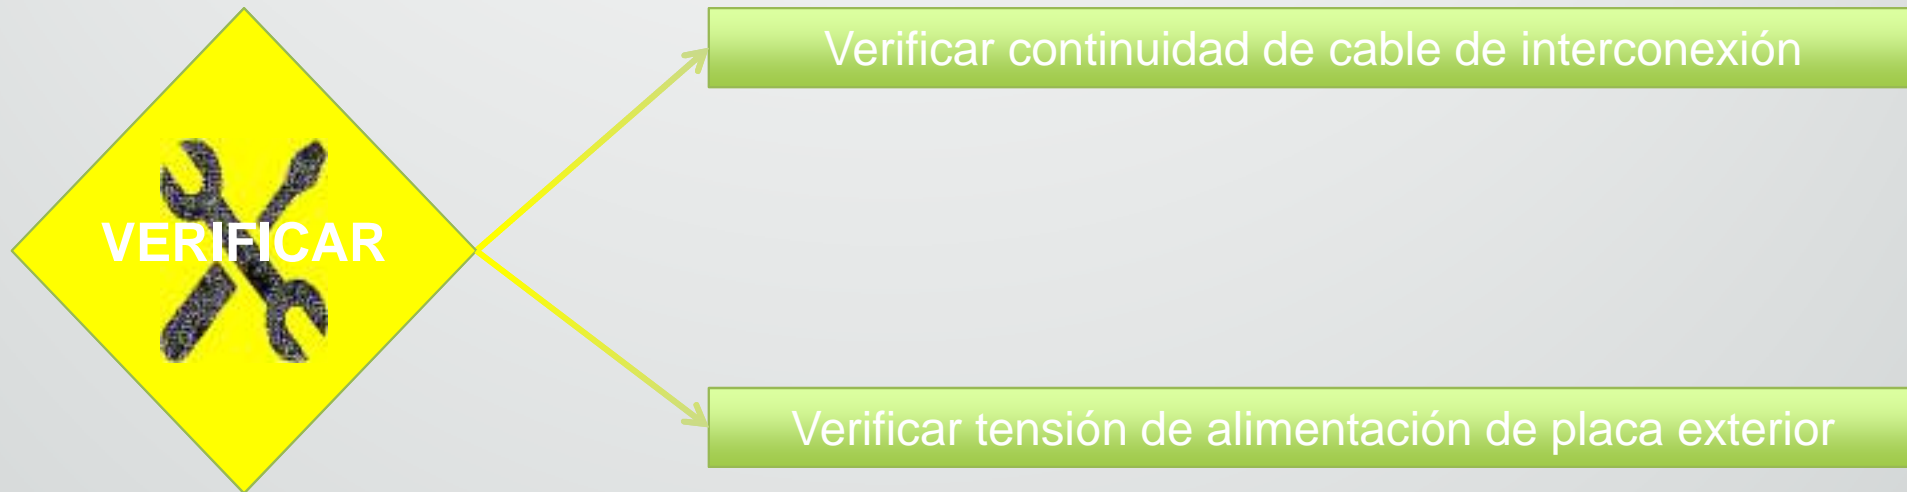 Verificar continuidad de cable de interconexión
VERIFICAR
Verificar tensión de alimentación de placa exterior